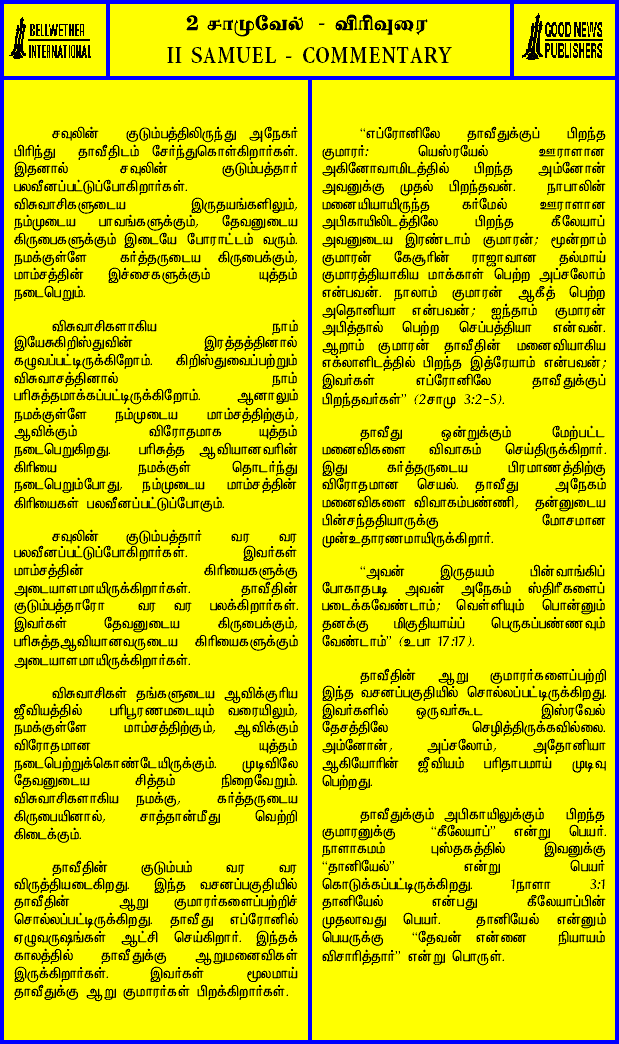 BELLWETHER
INTERNATIONAL
2 சாமுவேல் - விரிவுரை
II SAMUEL - COMMENTARY
GOOD NEWS
PUBLISHERS
சவுலின் குடும்பத்திலிருந்து அநேகர்
பிரிந்து தாவீதிடம் சேர்ந்துகொள்கிறார்கள்.
இதனால் சவுலின் குடும்பத்தார்
பலவீனப்பட்டுப்போகிறார்கள்.
விசுவாசிகளுடைய இருதயங்களிலும்,
நம்முடைய பாவங்களுக்கும், தேவனுடைய
கிருபைகளுக்கும் இடையே போராட்டம் வரும்.
நமக்குள்ளே கர்த்தருடைய கிருபைக்கும்,
மாம்சத்தின் இச்சைகளுக்கும் யுத்தம்
நடைபெறும்.
விசுவாசிகளாகிய நாம்
இயேசுகிறிஸ்துவின் இரத்தத்தினால்
கழுவப்பட்டிருக்கிறோம். கிறிஸ்துவைப்பற்றும்
விசுவாசத்தினால் நாம்
பரிசுத்தமாக்கப்பட்டிருக்கிறோம். ஆனாலும்
நமக்குள்ளே நம்முடைய மாம்சத்திற்கும்,
ஆவிக்கும் விரோதமாக யுத்தம்
நடைபெறுகிறது. பரிசுத்த ஆவியானவரின்
கிரியை நமக்குள் தொடர்ந்து
நடைபெறும்போது, நம்முடைய மாம்சத்தின்
கிரியைகள் பலவீனப்பட்டுப்போகும்.
சவுலின் குடும்பத்தார் வர வர
பலவீனப்பட்டுப்போகிறார்கள். இவர்கள்
மாம்சத்தின் கிரியைகளுக்கு
அடையாளமாயிருக்கிறார்கள். தாவீதின்
குடும்பத்தாரோ வர வர பலக்கிறார்கள்.
இவர்கள் தேவனுடைய கிருபைக்கும்,
பரிசுத்தஆவியானவருடைய கிரியைகளுக்கும்
அடையாளமாயிருக்கிறார்கள்.
விசுவாசிகள் தங்களுடைய ஆவிக்குரிய
ஜீவியத்தில் பரிபூரணமடையும் வரையிலும்,
நமக்குள்ளே மாம்சத்திற்கும், ஆவிக்கும்
விரோதமான யுத்தம்
நடைபெற்றுக்கொண்டேயிருக்கும். முடிவிலே
தேவனுடைய சித்தம் நிறைவேறும்.
விசுவாசிகளாகிய நமக்கு, கர்த்தருடைய
கிருபையினால், சாத்தான்மீது வெற்றி
கிடைக்கும்.
தாவீதின் குடும்பம் வர வர
விருத்தியடைகிறது. இந்த வசனப்பகுதியில்
தாவீதின் ஆறு குமாரர்களைப்பற்றிச்
சொல்லப்பட்டிருக்கிறது. தாவீது எப்ரோனில்
ஏழுவருஷங்கள் ஆட்சி செய்கிறார். இந்தக்
காலத்தில் தாவீதுக்கு ஆறுமனைவிகள்
இருக்கிறார்கள். இவர்கள் மூலமாய்
தாவீதுக்கு ஆறு குமாரர்கள் பிறக்கிறார்கள்.
“எப்ரோனிலே தாவீதுக்குப் பிறந்த
குமாரர்: யெஸ்ரயேல் ஊராளான
அகினோவாமிடத்தில் பிறந்த அம்னோன்
அவனுக்கு முதல் பிறந்தவன். நாபாலின்
மனைவியாயிருந்த கர்மேல் ஊராளான
அபிகாயிலிடத்திலே பிறந்த கீலேயாப்
அவனுடைய இரண்டாம் குமாரன்; மூன்றாம்
குமாரன் கேசூரின் ராஜாவான தல்மாய்
குமாரத்தியாகிய மாக்காள் பெற்ற அப்சலோம்
என்பவன். நாலாம் குமாரன் ஆகீத் பெற்ற
அதொனியா என்பவன்; ஐந்தாம் குமாரன்
அபித்தால் பெற்ற செப்பத்தியா என்வன்.
ஆறாம் குமாரன் தாவீதின் மனைவியாகிய
எக்லாளிடத்தில் பிறந்த இத்ரேயாம் என்பவன்;
இவர்கள் எப்ரோனிலே தாவீதுக்குப்
பிறந்தவர்கள்” (2சாமு 3:2-5).
தாவீது ஒன்றுக்கும் மேற்பட்ட
மனைவிகளை விவாகம் செய்திருக்கிறார்.
இது கர்த்தருடைய பிரமாணத்திற்கு
விரோதமான செயல். தாவீது அநேகம்
மனைவிகளை விவாகம்பண்ணி, தன்னுடைய
பின்சந்ததியாருக்கு மோசமான
முன்உதாரணமாயிருக்கிறார்.
“அவன் இருதயம் பின்வாங்கிப்
போகாதபடி அவன் அநேகம் ஸ்திரீகளைப்
படைக்கவேண்டாம்; வெள்ளியும் பொன்னும்
தனக்கு மிகுதியாய்ப் பெருகப்பண்ணவும்
வேண்டாம்” (உபா 17:17).
தாவீதின் ஆறு குமாரர்களைப்பற்றி
இந்த வசனப்பகுதியில் சொல்லப்பட்டிருக்கிறது.
இவர்களில் ஒருவர்கூட இஸ்ரவேல்
தேசத்திலே செழித்திருக்கவில்லை.
அம்னோன், அப்சலோம், அதோனியா
ஆகியோரின் ஜீவியம் பரிதாபமாய் முடிவு
பெற்றது.
தாவீதுக்கும் அபிகாயிலுக்கும் பிறந்த
குமாரனுக்கு “கீலேயாப்” என்று பெயர்.
நாளாகமம் புஸ்தகத்தில் இவனுக்கு
“தானியேல்” என்று பெயர்
கொடுக்கப்பட்டிருக்கிறது. 1நாளா 3:1
தானியேல் என்பது கீலேயாப்பின்
முதலாவது பெயர். தானியேல் என்னும்
பெயருக்கு “தேவன் என்னை நியாயம்
விசாரித்தார்” என்று பொருள்.